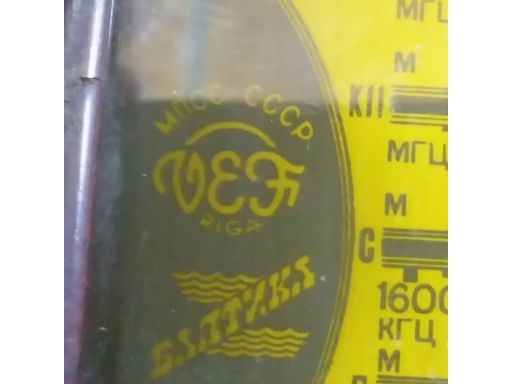 МПСС СССР
VEF
RIGA
БАЛТИКА
МГЦ
М
КII
МГЦ
М
С
1600
КГЦ
М